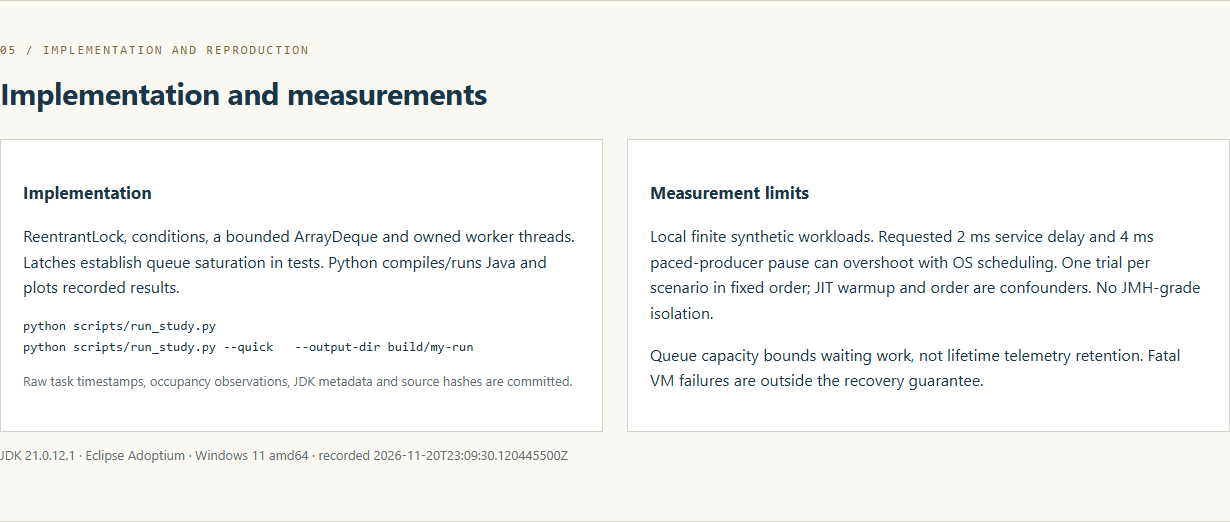 05 / IMPLEMENTATION AND REPRODUCTION
Implementation and measurements
Implementation
ReentrantLock, conditions, a bounded ArrayDeque and owned worker threads.
Latches establish queue saturation in tests. Python compiles/runs Java and
plots recorded results.
python scripts/run_study.py
python scripts/run_study.py --quick   --output-dir build/my-run
Raw task timestamps, occupancy observations, JDK metadata and source hashes are committed.
Measurement limits
Local finite synthetic workloads. Requested 2 ms service delay and 4 ms
paced-producer pause can overshoot with OS scheduling. One trial per
scenario in fixed order; JIT warmup and order are confounders. No JMH-grade
isolation.
Queue capacity bounds waiting work, not lifetime telemetry retention. Fatal
VM failures are outside the recovery guarantee.
JDK 21.0.12.1 · Eclipse Adoptium · Windows 11 amd64 · recorded 2026-11-20T23:09:30.120445500Z